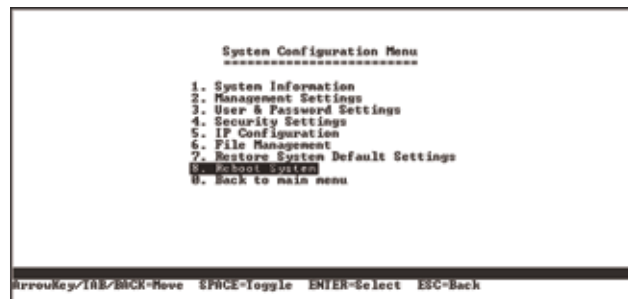 System Configuration Menu
=========================
1. System Information
2. Management Settings
3. User & Password Settings
4. Security Settings
5. IP Configuration
6. File Management
7. Restore System Default Settings
8. Reboot System
0. Back to main menu
ArrowKey/TAB/BACK=Move SPACE=Toggle ENTER=Select ESC=Back